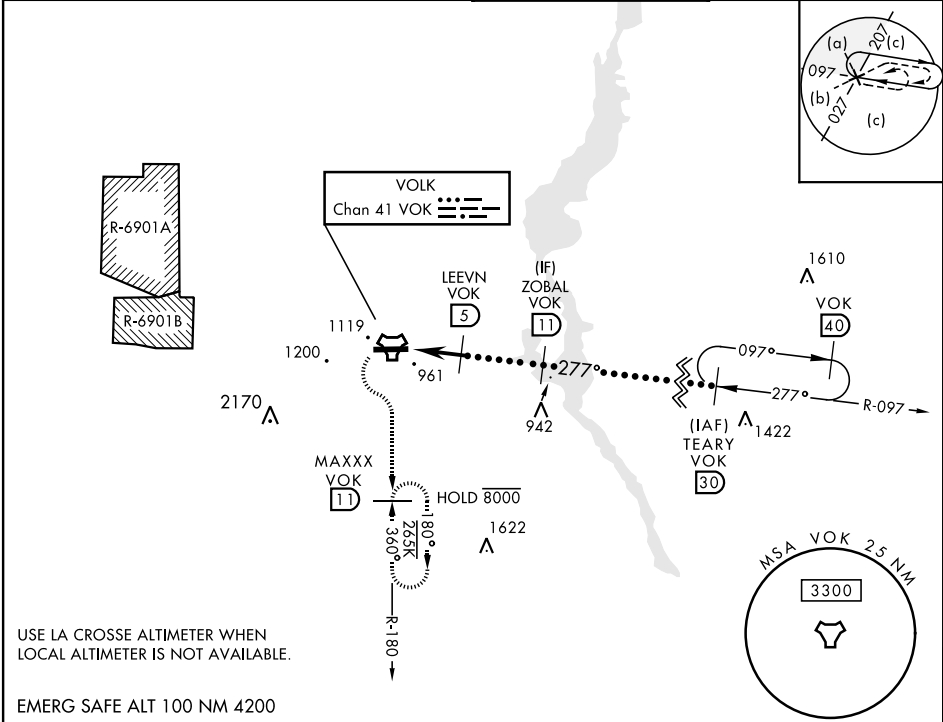 (a)
207
(c)
097
(b)
027
(c)
VOLK
Chan 41 VOK
R-6901A
R-6901B
1610
LEEVN
VOK
5
(IF)
ZOBAL
VOK
11
VOK
40
1119
1200
961
097°
277°
277°
R-097
2170
942
(IAF)
TEARY
VOK
30
1422
MAXXX
VOK
11
HOLD 8000
180°
265K
360°
1622
R-180
MSA VOK 25 NM
3300
USE LA CROSSE ALTIMETER WHEN
LOCAL ALTIMETER IS NOT AVAILABLE.
EMERG SAFE ALT 100 NM 4200